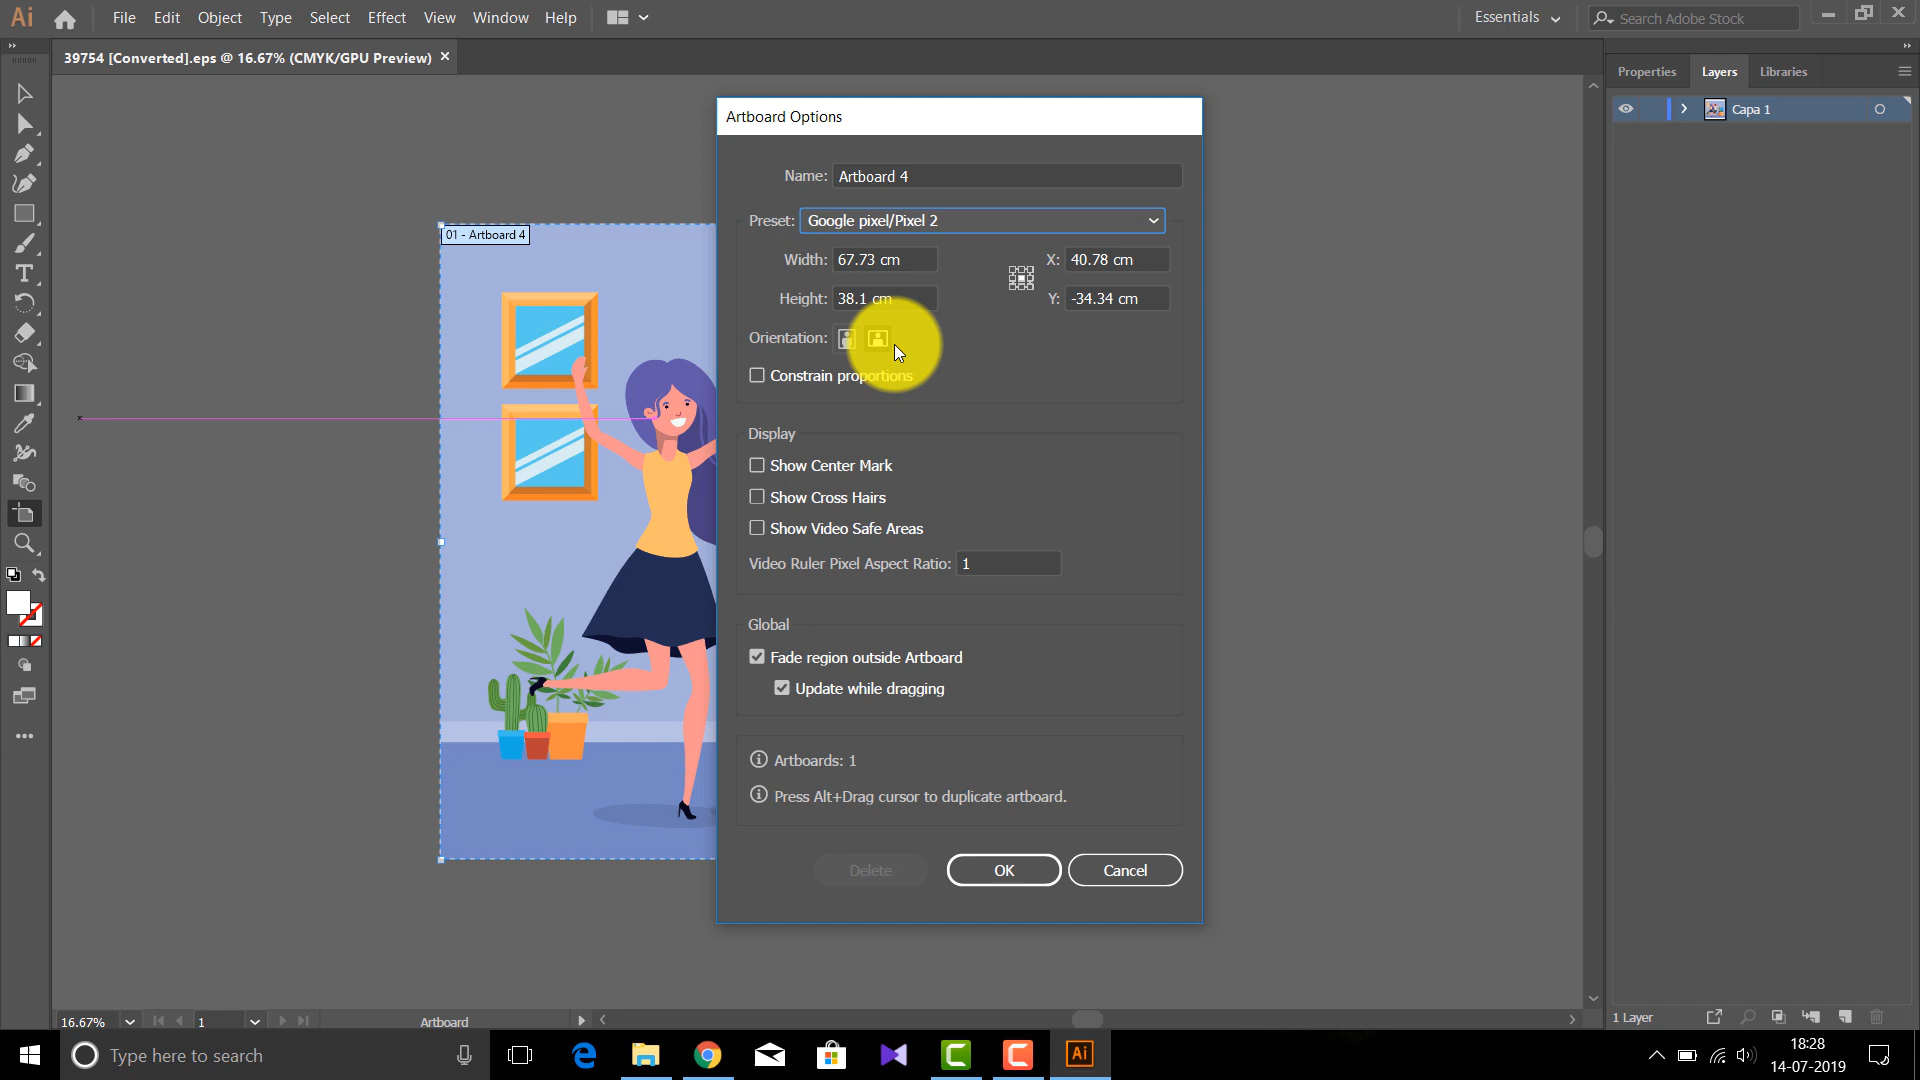 Ai File Edit Object Type Select Effect View Window Help Essentials Search Adobe Stock
39754 [Converted].eps @ 16.67% (CMYK/GPU Preview) ×
Properties Layers Libraries
Capa 1
01 - Artboard 4
Artboard Options
Name: Artboard 4
Preset: Google pixel/Pixel 2
Width: 67.73 cm X: 40.78 cm
Height: 38.1 cm Y: -34.34 cm
Orientation:
Constrain proportions
Display
Show Center Mark
Show Cross Hairs
Show Video Safe Areas
Video Ruler Pixel Aspect Ratio: 1
Global
Fade region outside Artboard
Update while dragging
Artboards: 1
Press Alt+Drag cursor to duplicate artboard.
Delete OK Cancel
16.67% 1 Artboard
1 Layer
Type here to search
Ai
18:28
14-07-2019